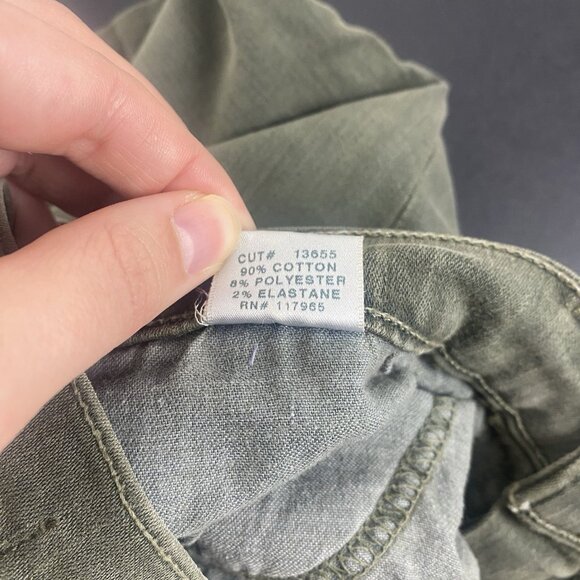 CUT# 13655
90% COTTON
8% POLYESTER
2% ELASTANE
RN# 117965